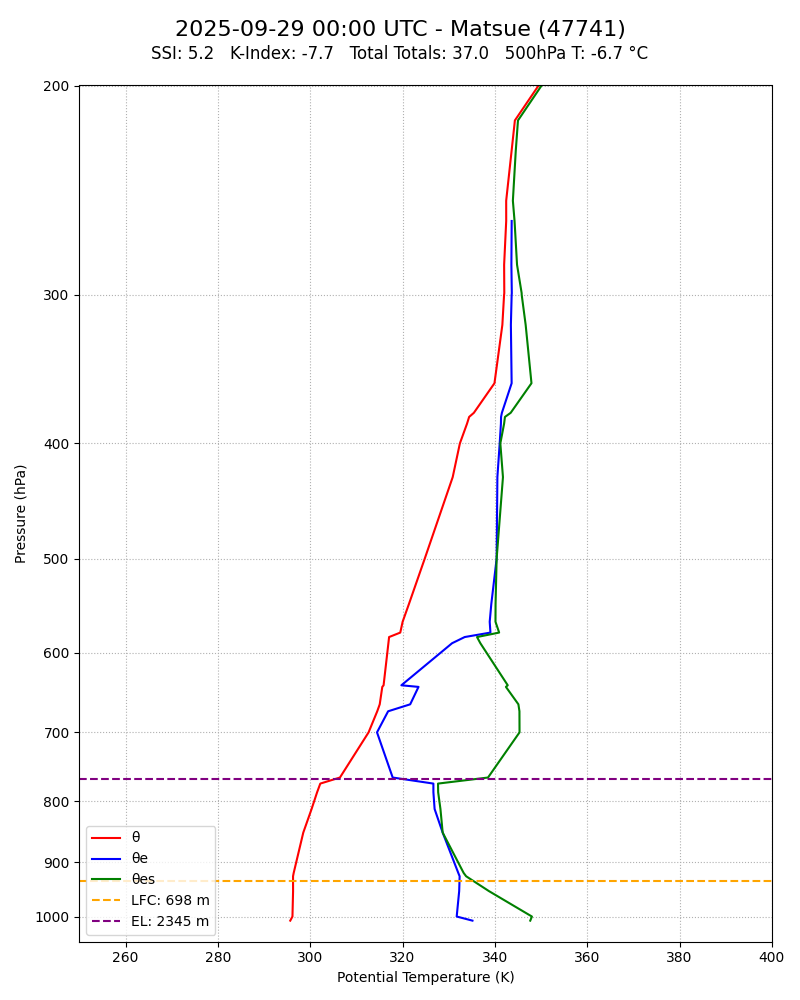 2025-09-29 00:00 UTC - Matsue (47741)
SSI: 5.2   K-Index: -7.7   Total Totals: 37.0   500hPa T: -6.7 °C
200
300
400
500
600
700
800
900
1000
Pressure (hPa)
θ
θe
θes
LFC: 698 m
EL: 2345 m
260
280
300
320
340
360
380
400
Potential Temperature (K)